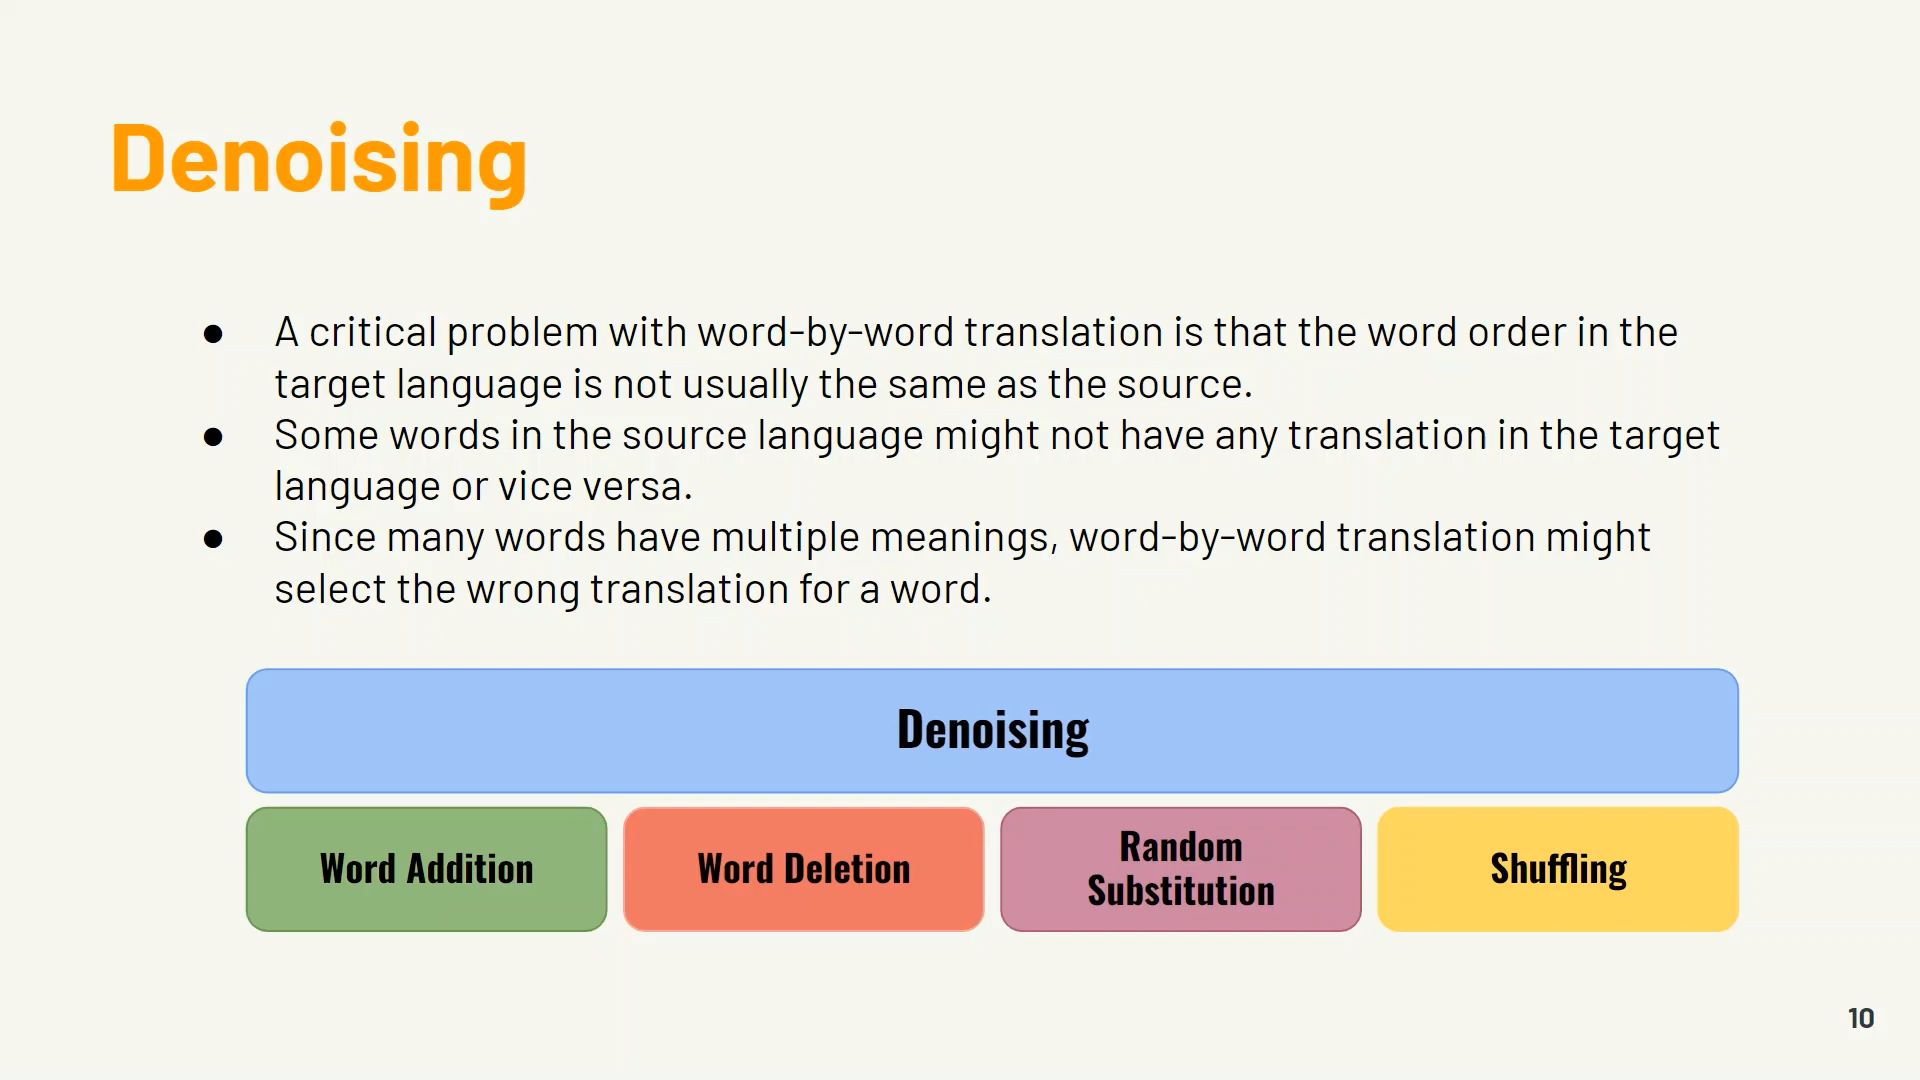 Denoising
● A critical problem with word-by-word translation is that the word order in the
target language is not usually the same as the source.
● Some words in the source language might not have any translation in the target
language or vice versa.
● Since many words have multiple meanings, word-by-word translation might
select the wrong translation for a word.
Denoising
Word Addition
Word Deletion
Random
Substitution
Shuffling
10